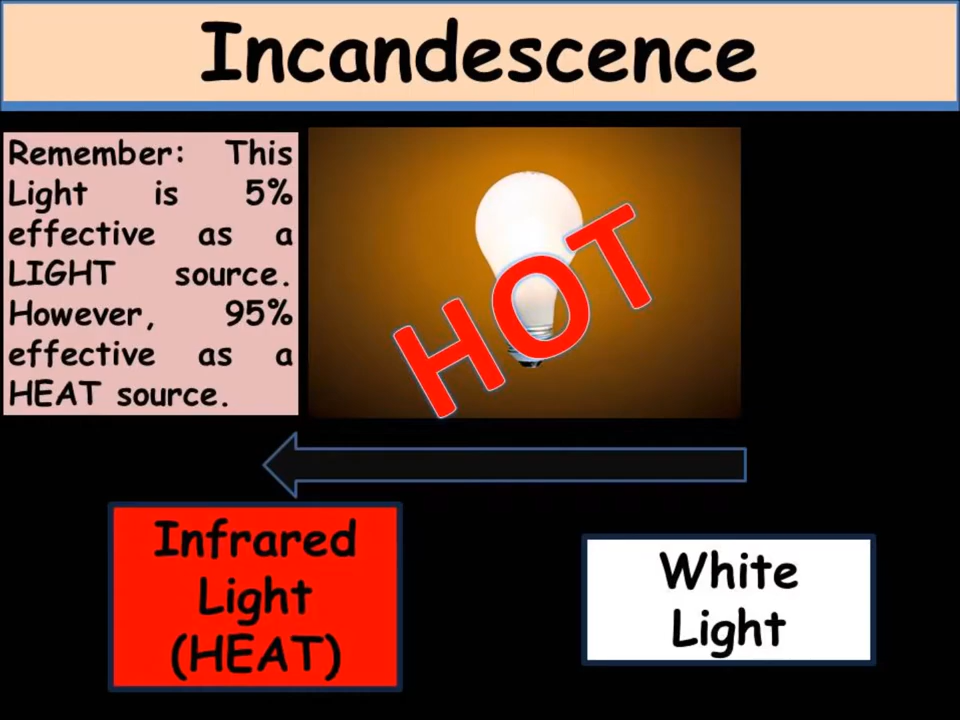 Incandescence
Remember: This
Light is 5%
effective as a
LIGHT source.
However, 95%
effective as a
HEAT source.
HOT
Infrared
Light
(HEAT)
White
Light